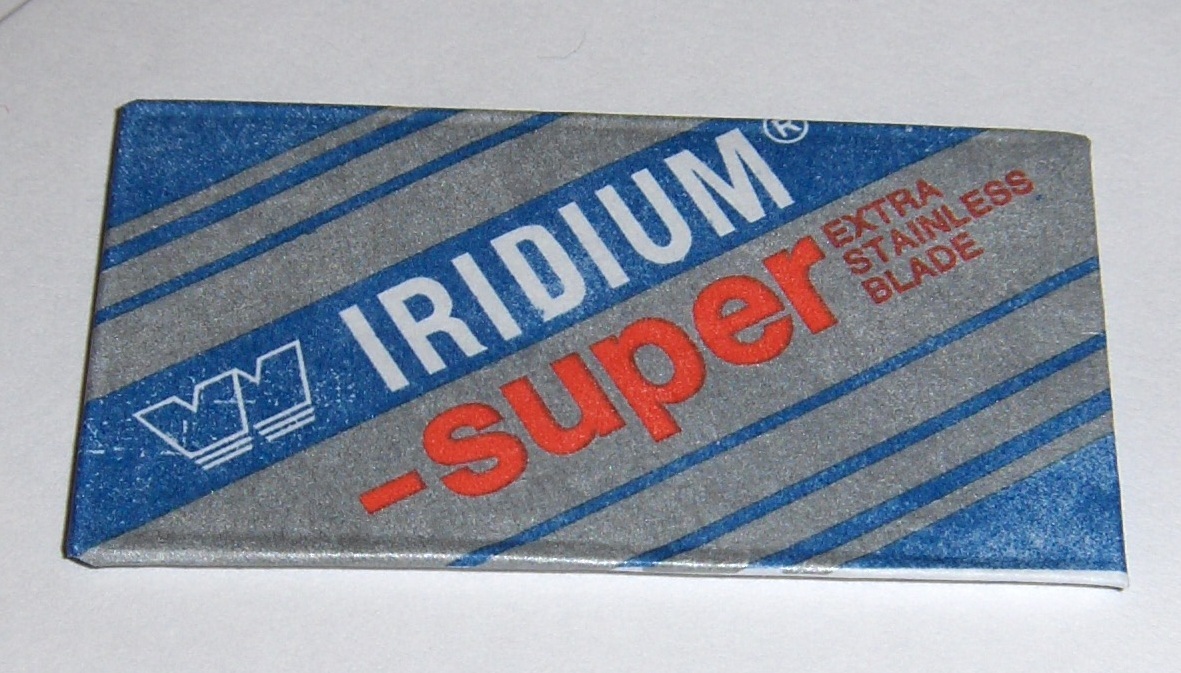 IRIDIUM®
-super
EXTRA
STAINLESS
BLADE